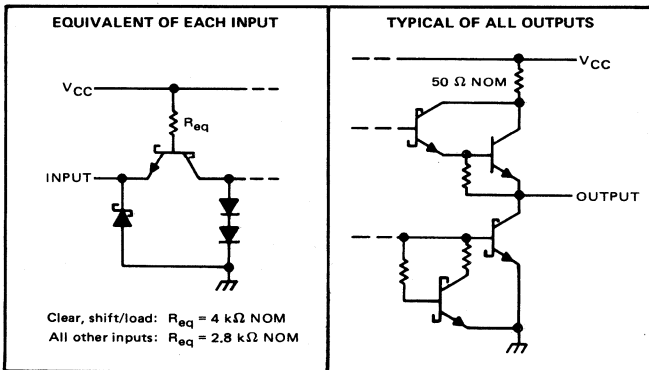 EQUIVALENT OF EACH INPUT
VCC
Req
INPUT
Clear, shift/load: Req = 4 kΩ NOM
All other inputs: Req = 2.8 kΩ NOM
TYPICAL OF ALL OUTPUTS
VCC
50 Ω NOM
OUTPUT